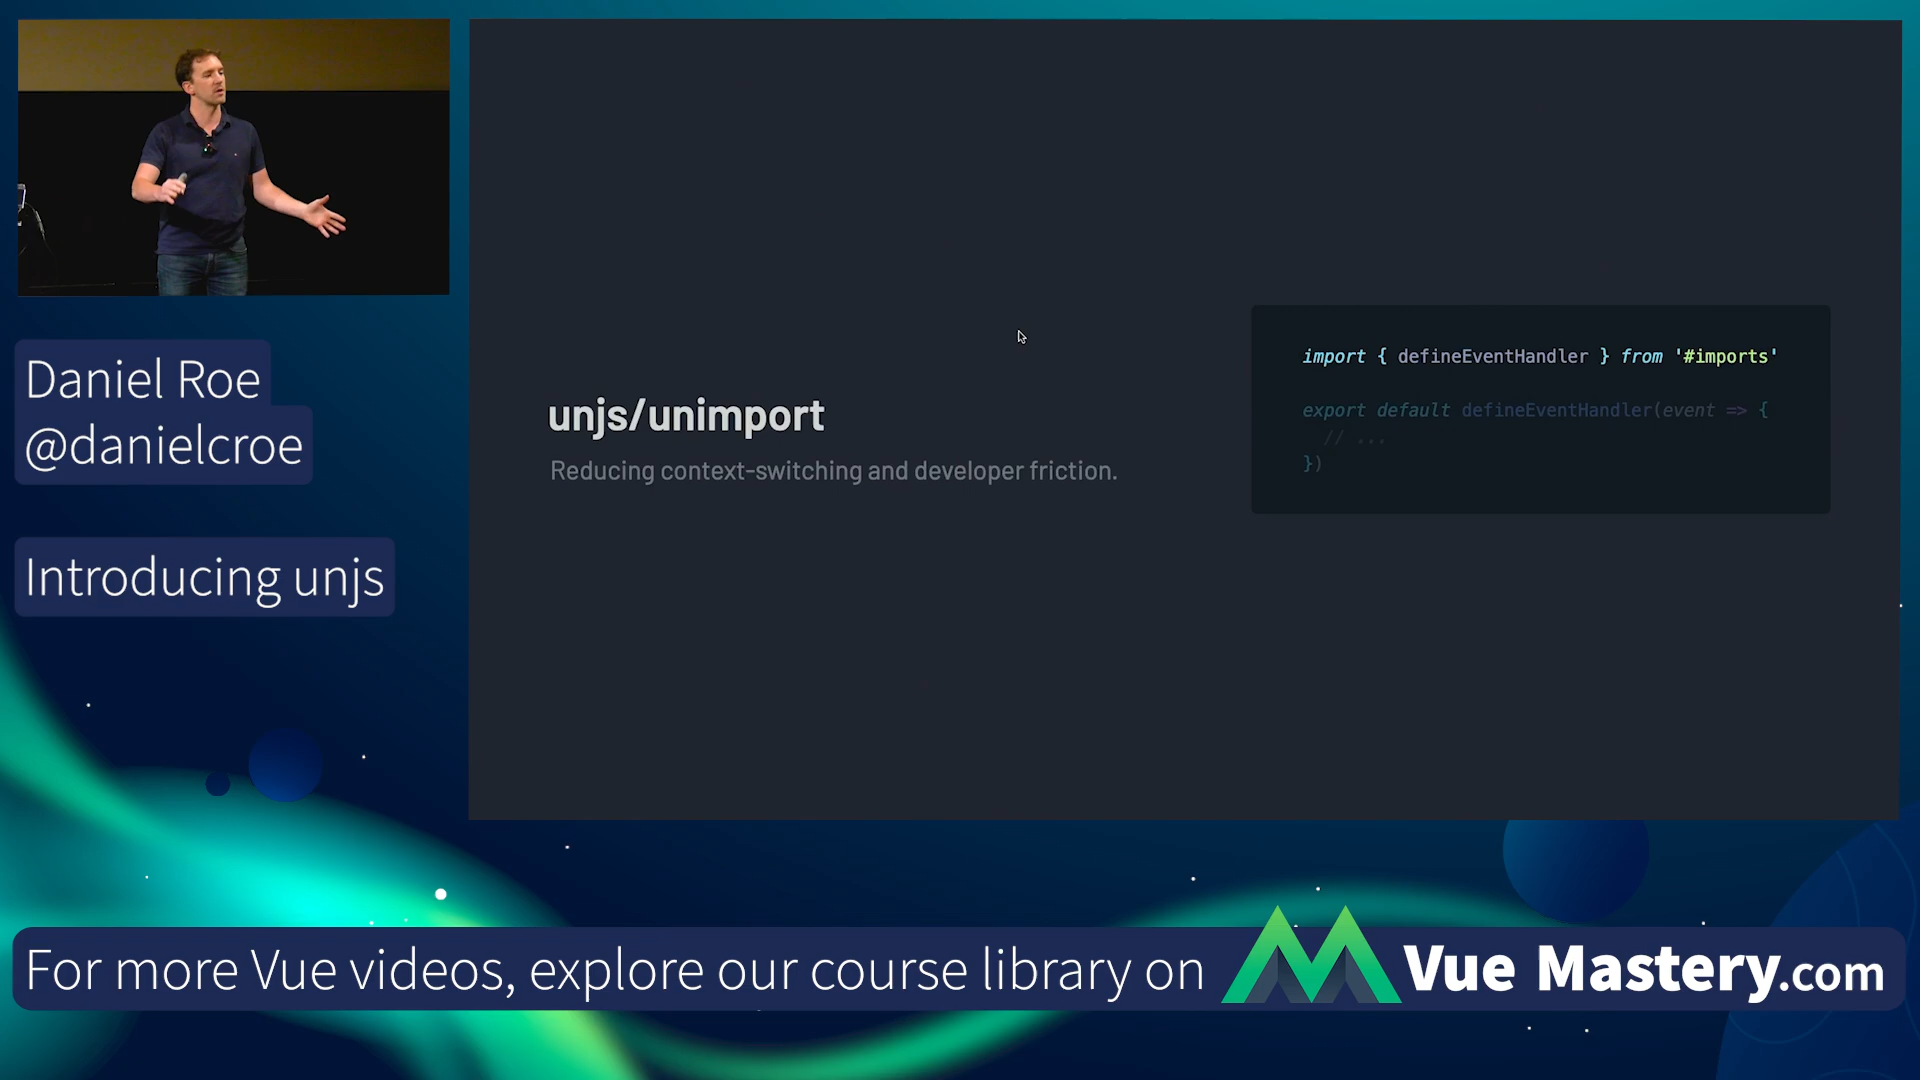 Daniel Roe
@danielcroe
Introducing unjs
unjs/unimport
Reducing context-switching and developer friction.
import { defineEventHandler } from '#imports'
export default defineEventHandler(event => {
// ...
})
For more Vue videos, explore our course library on Vue Mastery.com